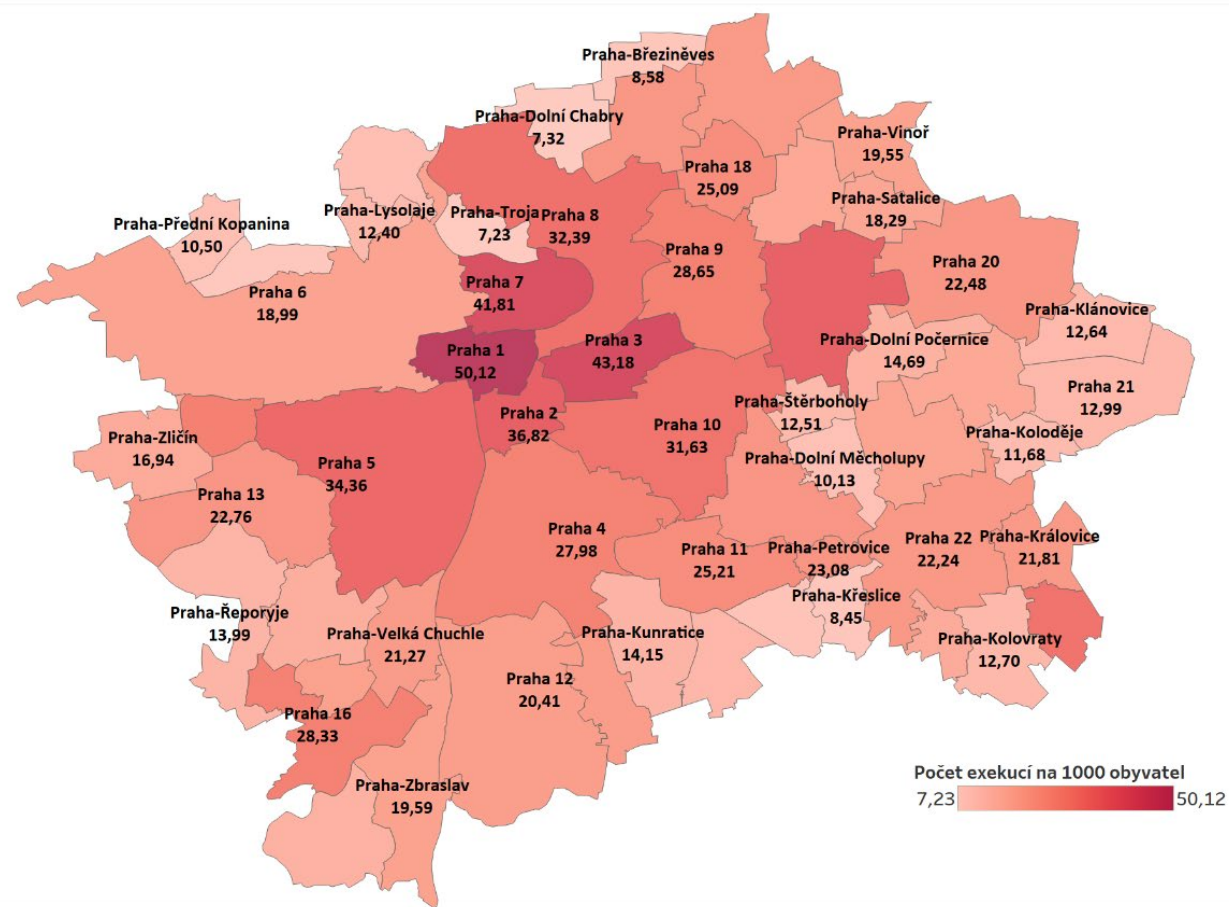 Praha-Březiněves
8,58
Praha-Dolní Chabry
7,32
Praha-Vinoř
19,55
Praha 18
25,09
Praha-Satalice
18,29
Praha-Přední Kopanina
10,50
Praha-Lysolaje
12,40
Praha-Troja
7,23
Praha 8
32,39
Praha 9
28,65
Praha 20
22,48
Praha 6
18,99
Praha 7
41,81
Praha-Klánovice
12,64
Praha 1
50,12
Praha 3
43,18
Praha-Dolní Počernice
14,69
Praha 21
12,99
Praha 2
36,82
Praha-Štěrboholy
12,51
Praha 10
31,63
Praha-Zličín
16,94
Praha-Koloděje
11,68
Praha 5
34,36
Praha-Dolní Měcholupy
10,13
Praha 13
22,76
Praha 4
27,98
Praha 11
25,21
Praha-Petrovice
23,08
Praha 22
22,24
Praha-Královice
21,81
Praha-Křeslice
8,45
Praha-Řeporyje
13,99
Praha-Velká Chuchle
21,27
Praha-Kunratice
14,15
Praha-Kolovraty
12,70
Praha 12
20,41
Praha 16
28,33
Praha-Zbraslav
19,59
Počet exekucí na 1000 obyvatel
7,23 50,12